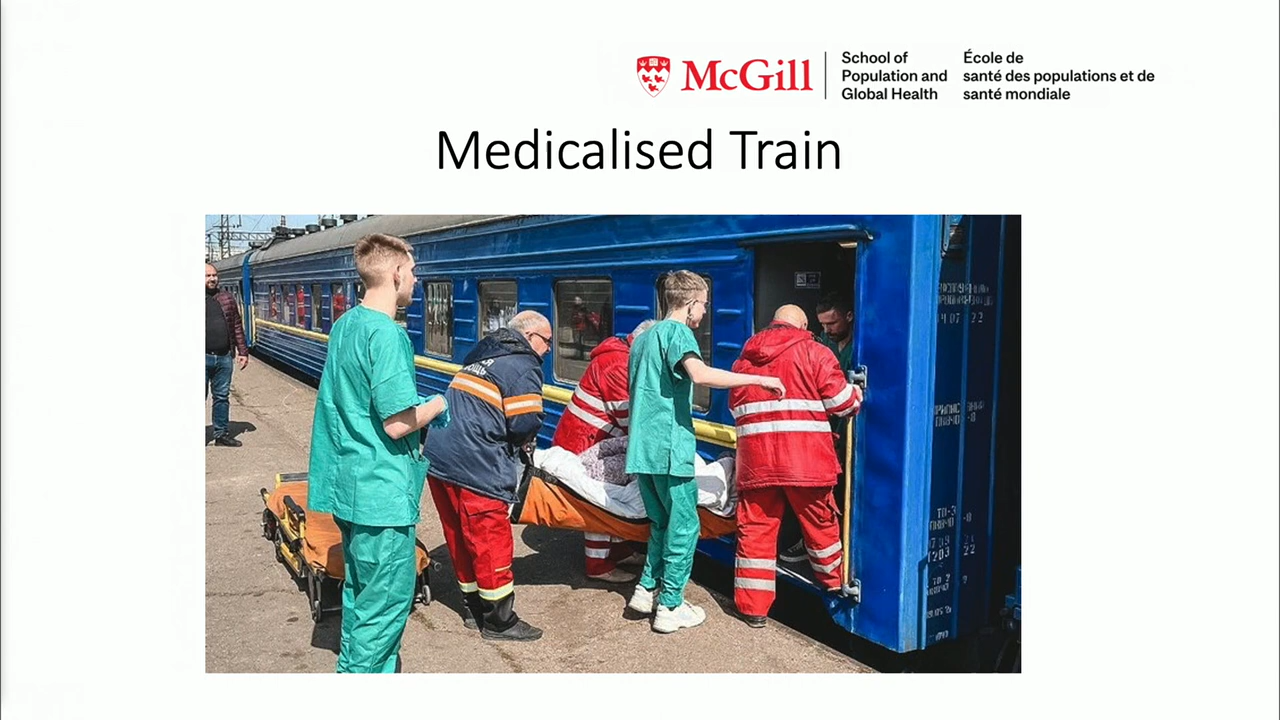 McGill
School of
Population and
Global Health
École de
santé des populations et de
santé mondiale
Medicalised Train